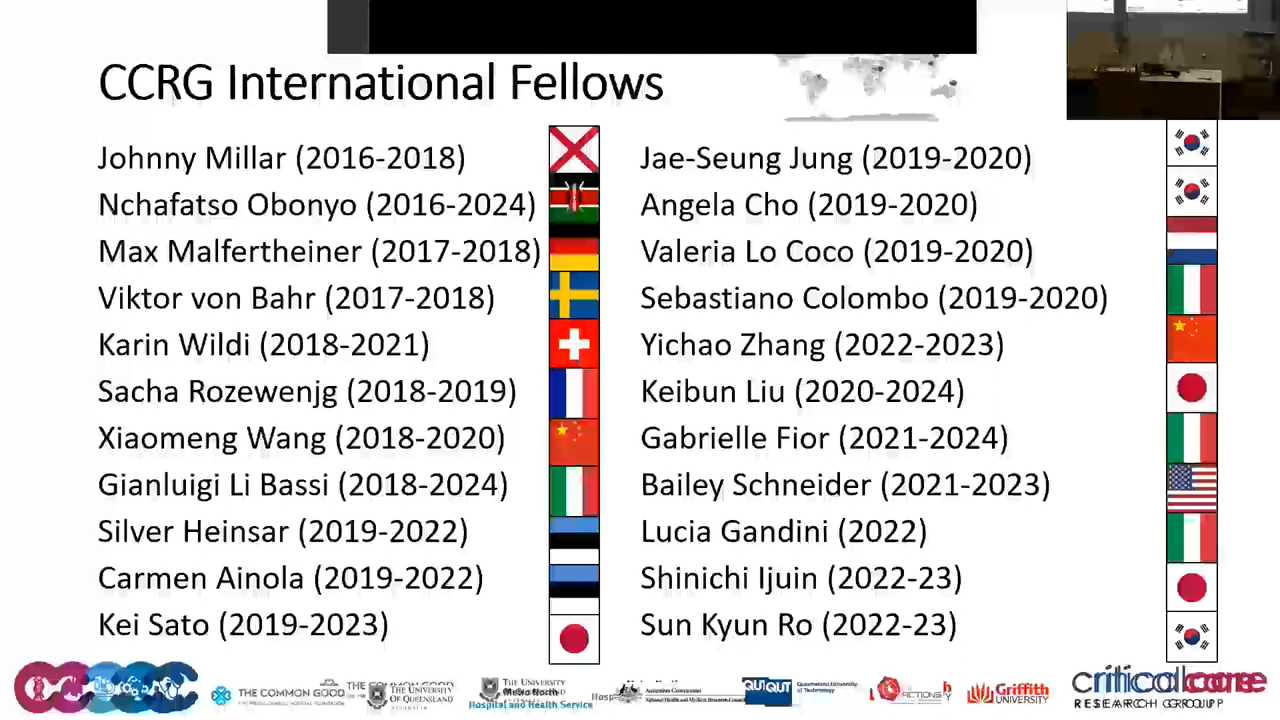 CCRG International Fellows
Johnny Millar (2016-2018)
Nchafatso Obonyo (2016-2024)
Max Malfertheiner (2017-2018)
Viktor von Bahr (2017-2018)
Karin Wildi (2018-2021)
Sacha Rozewenjg (2018-2019)
Xiaomeng Wang (2018-2020)
Gianluigi Li Bassi (2018-2024)
Silver Heinsar (2019-2022)
Carmen Ainola (2019-2022)
Kei Sato (2019-2023)
Jae-Seung Jung (2019-2020)
Angela Cho (2019-2020)
Valeria Lo Coco (2019-2020)
Sebastiano Colombo (2019-2020)
Yichao Zhang (2022-2023)
Keibun Liu (2020-2024)
Gabrielle Fior (2021-2024)
Bailey Schneider (2021-2023)
Lucia Gandini (2022)
Shinichi Ijuin (2022-23)
Sun Kyun Ro (2022-23)
THE COMMON GOOD
THE UNIVERSITY
OF QUEENSLAND
AUSTRALIA
Metro North
Hospital and Health Service
Griffith
UNIVERSITY
critical care
RESEARCH GROUP